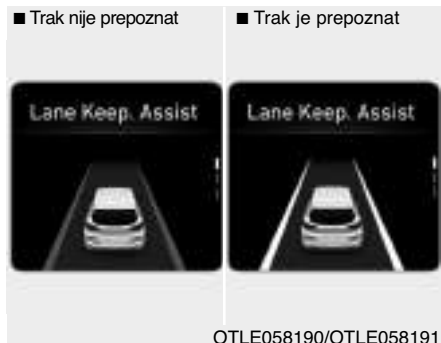 ■ Trak nije prepoznat
■ Trak je prepoznat
Lane Keep. Assist
Lane Keep. Assist
OTLE058190/OTLE058191